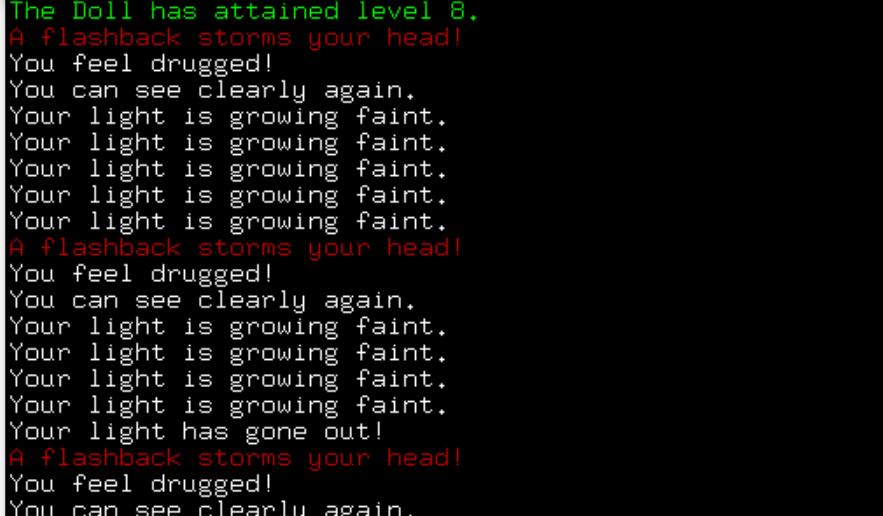 The Doll has attained level 8.
A flashback storms your head!
You feel drugged!
You can see clearly again.
Your light is growing faint.
Your light is growing faint.
Your light is growing faint.
Your light is growing faint.
Your light is growing faint.
A flashback storms your head!
You feel drugged!
You can see clearly again.
Your light is growing faint.
Your light is growing faint.
Your light is growing faint.
Your light is growing faint.
Your light has gone out!
A flashback storms your head!
You feel drugged!
You can see clearly again.